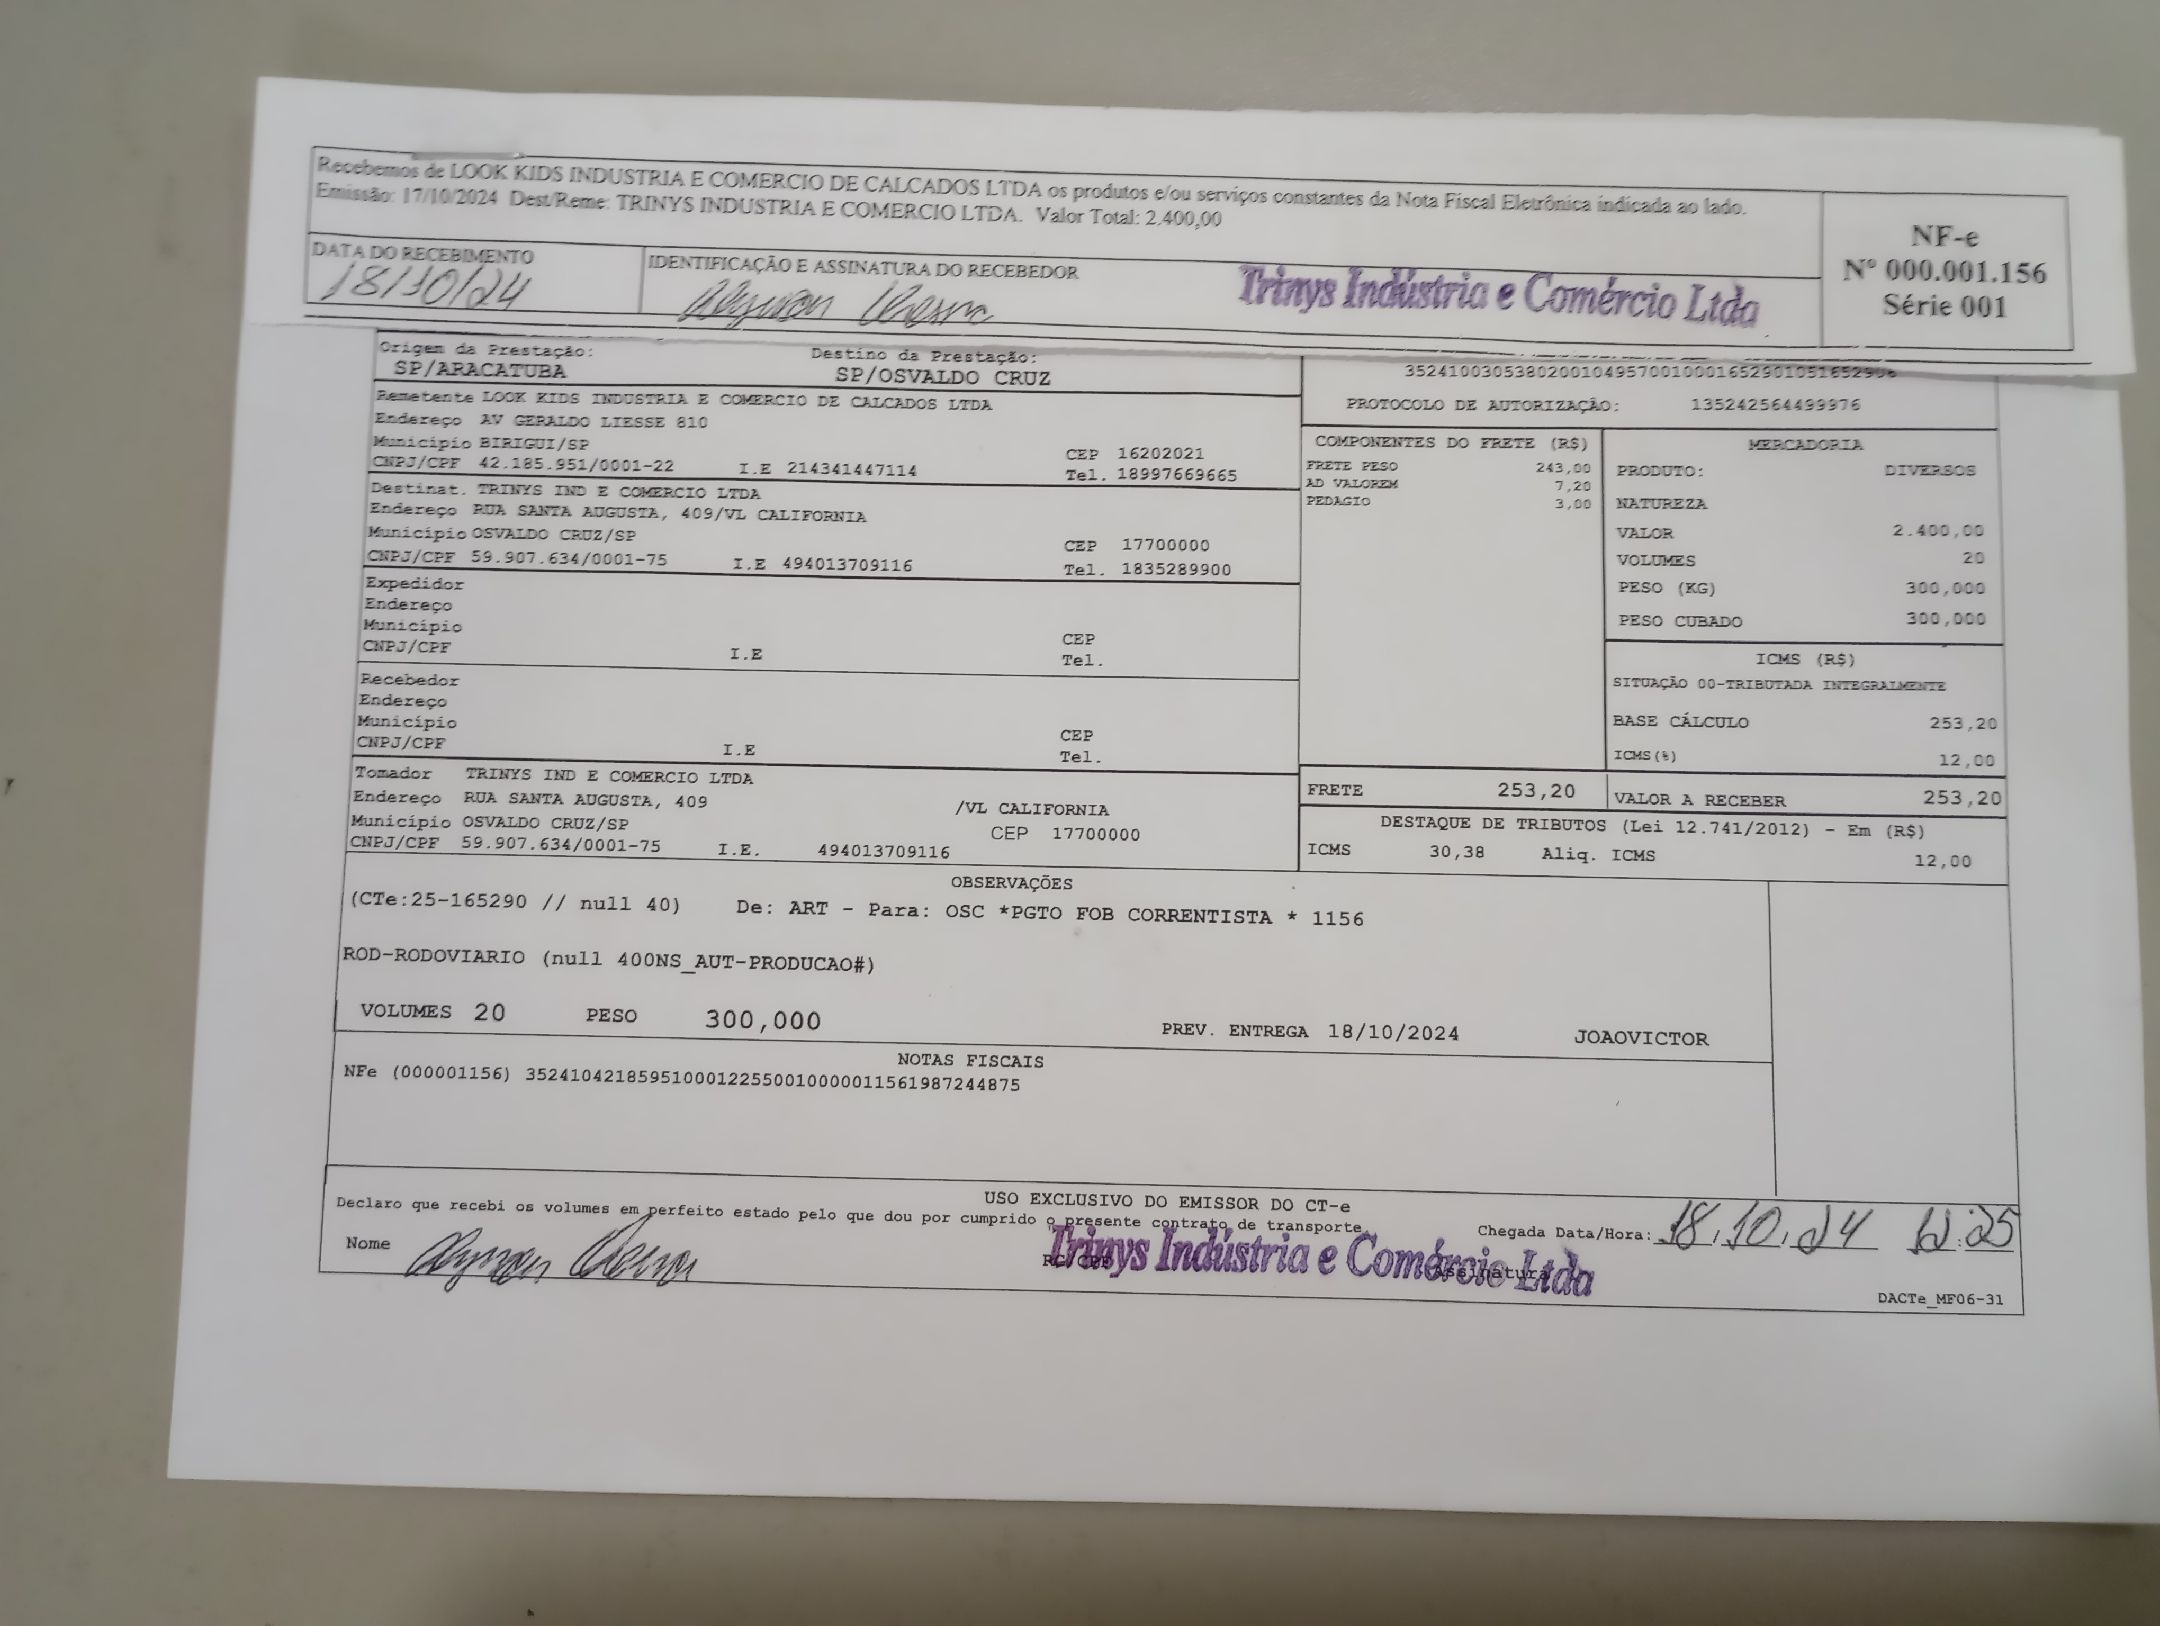 Recebemos de LOOK KIDS INDUSTRIA E COMERCIO DE CALCADOS LTDA os produtos e/ou serviços constantes da Nota Fiscal Eletrônica indicada ao lado.
Emissão: 17/10/2024 Dest/Reme: TRINYS INDUSTRIA E COMERCIO LTDA. Valor Total: 2.400,00
NF-e
Nº 000.001.156
Série 001
DATA DO RECEBIMENTO
18/10/24
IDENTIFICAÇÃO E ASSINATURA DO RECEBEDOR
Trinys Indústria e Comércio Ltda
Origem da Prestação:
SP/ARACATUBA
Destino da Prestação:
SP/OSVALDO CRUZ
PROTOCOLO DE AUTORIZAÇÃO: 135242564499976
Remetente LOOK KIDS INDUSTRIA E COMERCIO DE CALCADOS LTDA
Endereço AV GERALDO LIESSE 810
Município BIRIGUI/SP CEP 16202021
CNPJ/CPF 42.185.951/0001-22 I.E 214341447114 Tel. 18997669665
Destinat. TRINYS IND E COMERCIO LTDA
Endereço RUA SANTA AUGUSTA, 409/VL CALIFORNIA
Município OSVALDO CRUZ/SP CEP 17700000
CNPJ/CPF 59.907.634/0001-75 I.E 494013709116 Tel. 1835289900
Expedidor
Endereço
Município CEP
CNPJ/CPF I.E Tel.
Recebedor
Endereço
Município CEP
CNPJ/CPF I.E Tel.
Tomador TRINYS IND E COMERCIO LTDA
Endereço RUA SANTA AUGUSTA, 409 /VL CALIFORNIA
Município OSVALDO CRUZ/SP CEP 17700000
CNPJ/CPF 59.907.634/0001-75 I.E. 494013709116
COMPONENTES DO FRETE (R$)
FRETE PESO 243,00
AD VALOREM 7,20
PEDAGIO 3,00
MERCADORIA
PRODUTO: DIVERSOS
NATUREZA
VALOR 2.400,00
VOLUMES 20
PESO (KG) 300,000
PESO CUBADO 300,000
ICMS (R$)
SITUAÇÃO 00-TRIBUTADA INTEGRALMENTE
BASE CÁLCULO 253,20
ICMS(%) 12,00
FRETE 253,20 VALOR A RECEBER 253,20
DESTAQUE DE TRIBUTOS (Lei 12.741/2012) - Em (R$)
ICMS 30,38 Aliq. ICMS 12,00
OBSERVAÇÕES
(CTe:25-165290 // null 40) De: ART - Para: OSC *PGTO FOB CORRENTISTA * 1156
ROD-RODOVIARIO (null 400NS_AUT-PRODUCAO#)
VOLUMES 20 PESO 300,000 PREV. ENTREGA 18/10/2024 JOAOVICTOR
NOTAS FISCAIS
NFe (000001156) 35241042185951000122550010000011561987244875
USO EXCLUSIVO DO EMISSOR DO CT-e
Declaro que recebi os volumes em perfeito estado pelo que dou por cumprido o presente contrato de transporte.
Chegada Data/Hora: 18/10/24 12:25
Nome
Trinys Indústria e Comércio Ltda
Assinatura
DACTe_MF06-31